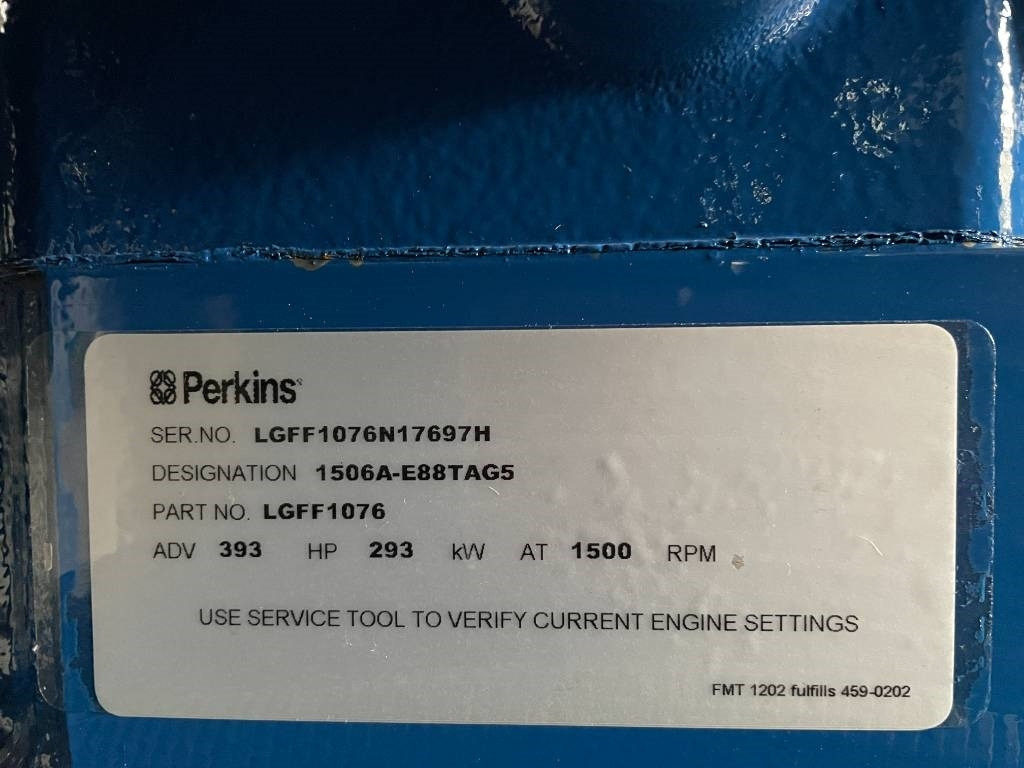 Perkins
SER.NO. LGFF1076N17697H
DESIGNATION 1506A-E88TAG5
PART NO. LGFF1076
ADV 393 HP 293 kW AT 1500 RPM
USE SERVICE TOOL TO VERIFY CURRENT ENGINE SETTINGS
FMT 1202 fulfills 459-0202